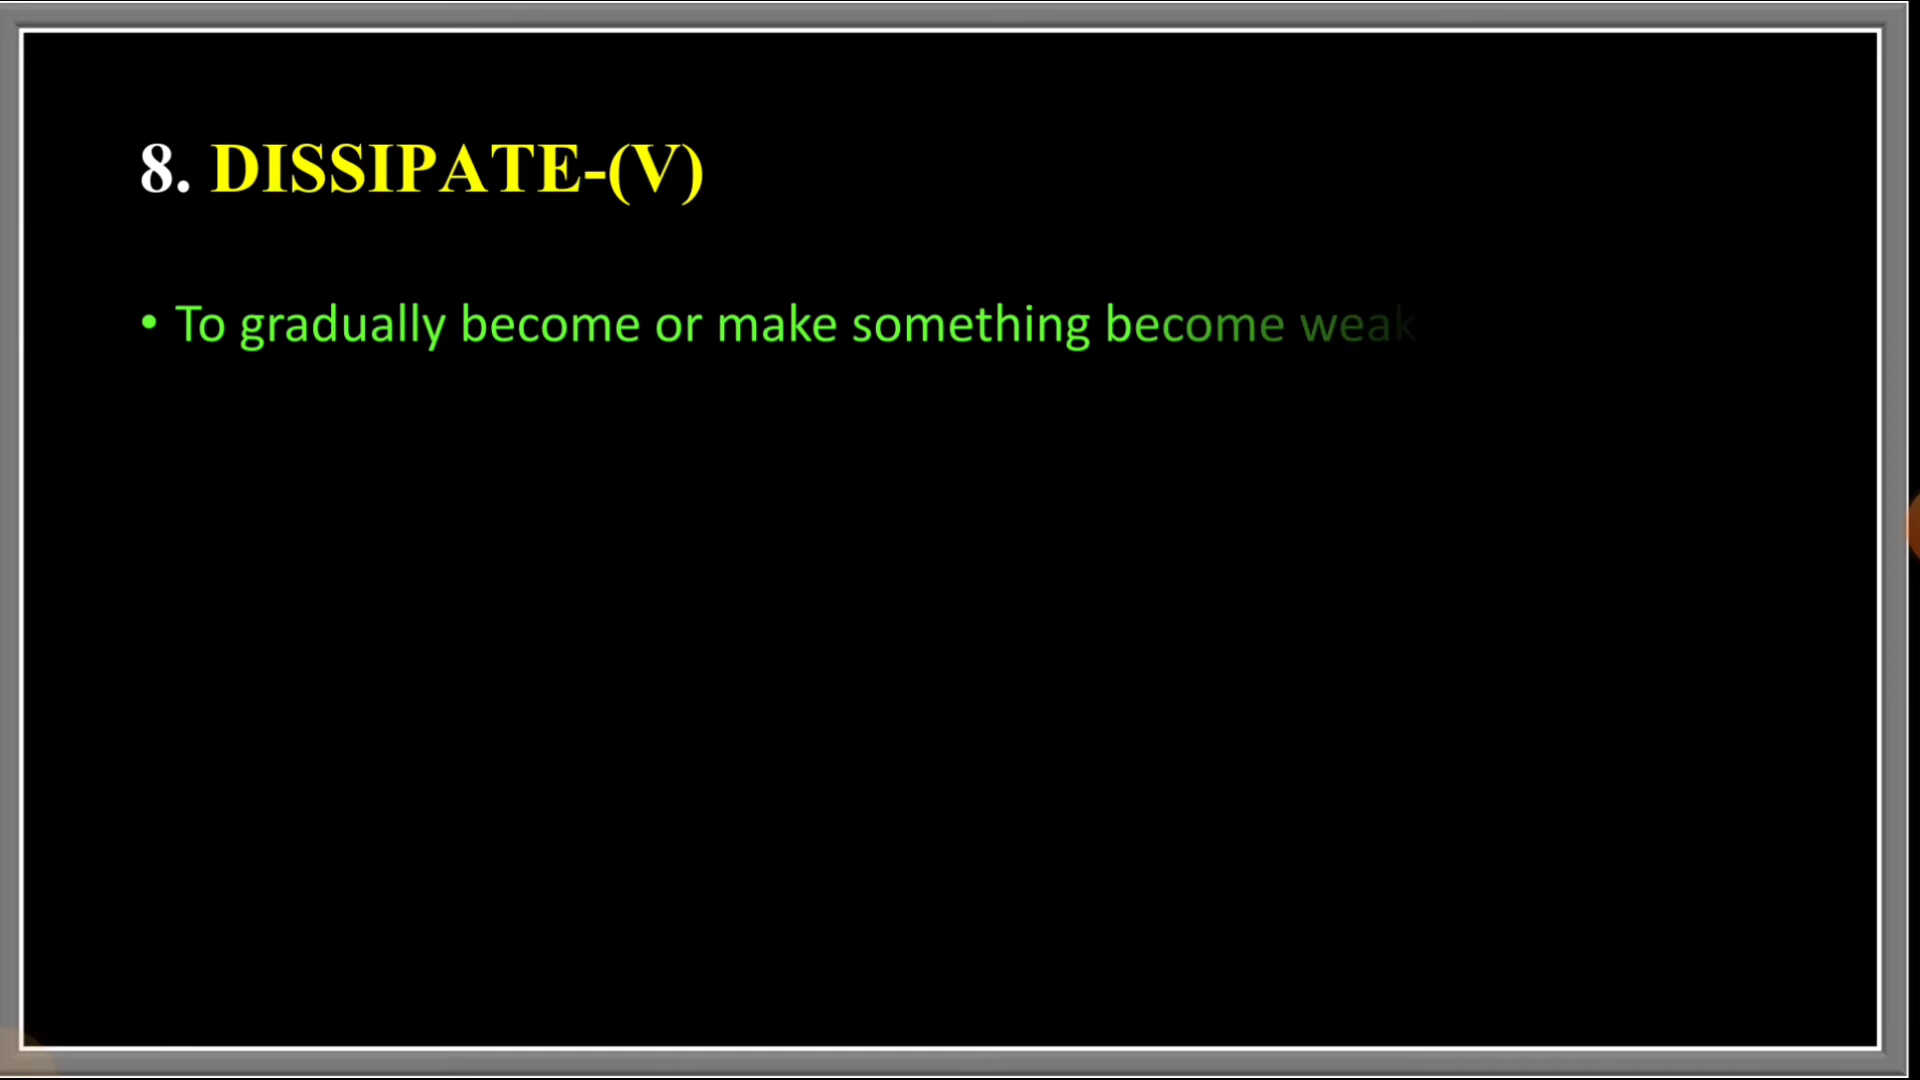 8. DISSIPATE-(V)
• To gradually become or make something become weak